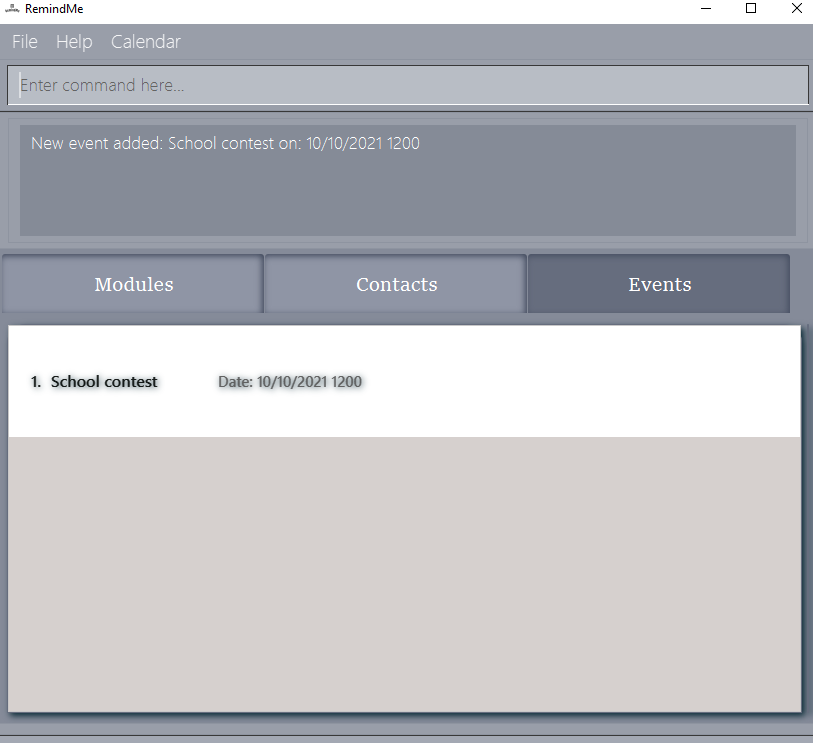 RemindMe
File Help Calendar
Enter command here...
New event added: School contest on: 10/10/2021 1200
Modules Contacts Events
1. School contest Date: 10/10/2021 1200